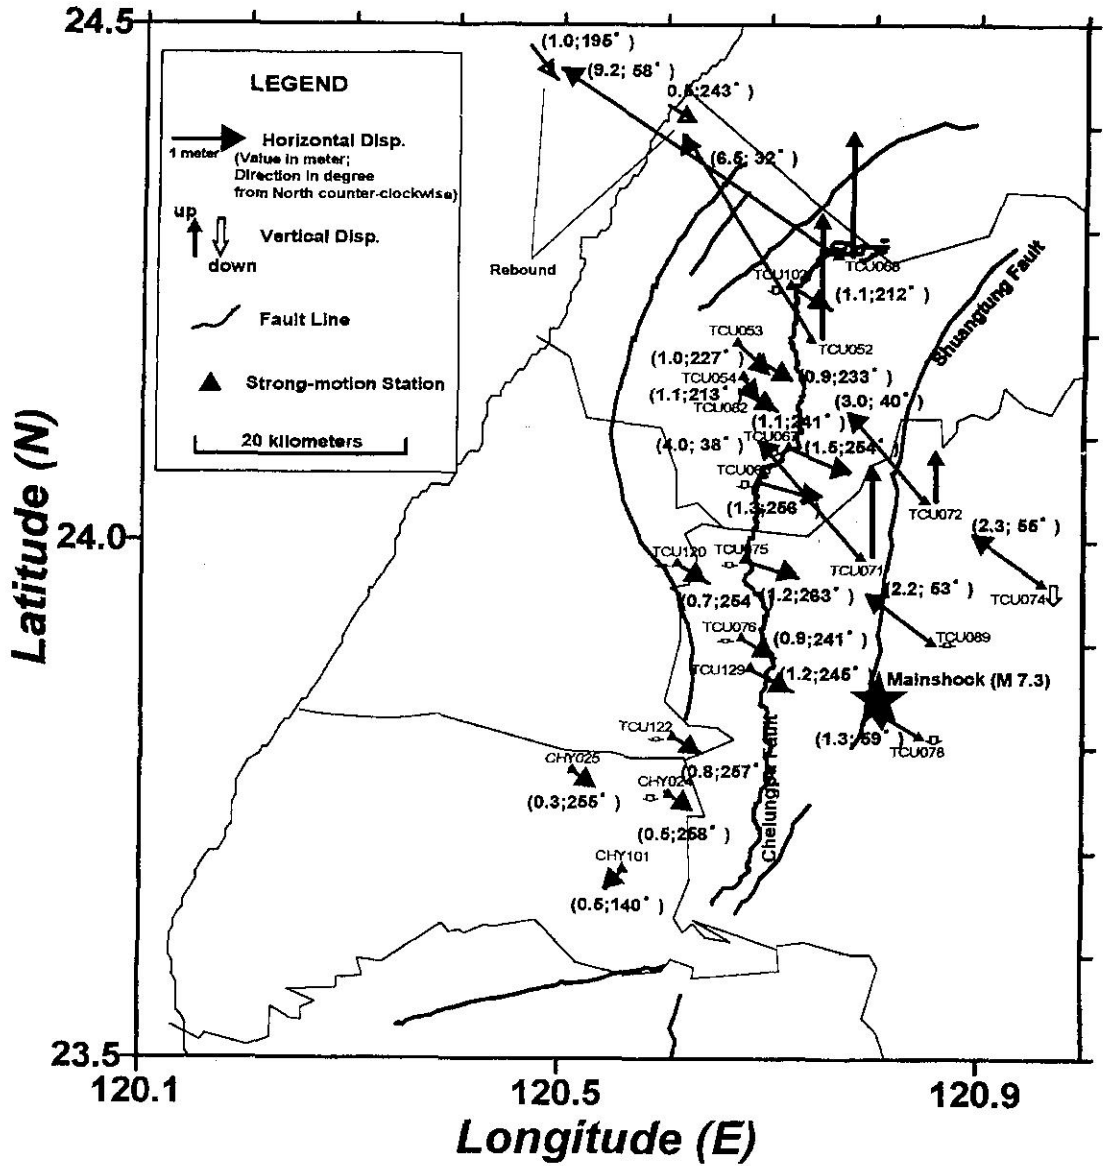 24.5
(1.0;195°)
(9.2; 58°)
;243°)
LEGEND
Horizontal Disp.
1 meter
(Value in meter;
Direction in degree
from North counter-clockwise)
up
Vertical Disp.
down
Fault Line
Strong-motion Station
20 kilometers
Rebound
(6.5; 32°)
TCU068
(1.1;212°)
Shuangtung Fault
TCU053
TCU052
(1.0;227°)
(0.9;233°)
TCU054
(1.1;213°)
TCU082
(3.0; 40°)
(1.1;241°)
(4.0; 38°)
TCU067
(1.5;254°)
(1.3;256°)
TCU072
(2.3; 55°)
24.0
TCU120
TCU075
TCU071
TCU074
(0.7;254°)
(1.2;263°)
(2.2; 53°)
TCU076
(0.9;241°)
TCU089
TCU129
(1.2;245°)
Mainshock (M 7.3)
TCU122
(1.3; 59°)
TCU078
CHY025
(0.8;257°)
Chelungpu Fault
CHY024
(0.3;255°)
(0.5;258°)
CHY101
(0.5;140°)
23.5
120.1
120.5
120.9
Latitude (N)
Longitude (E)